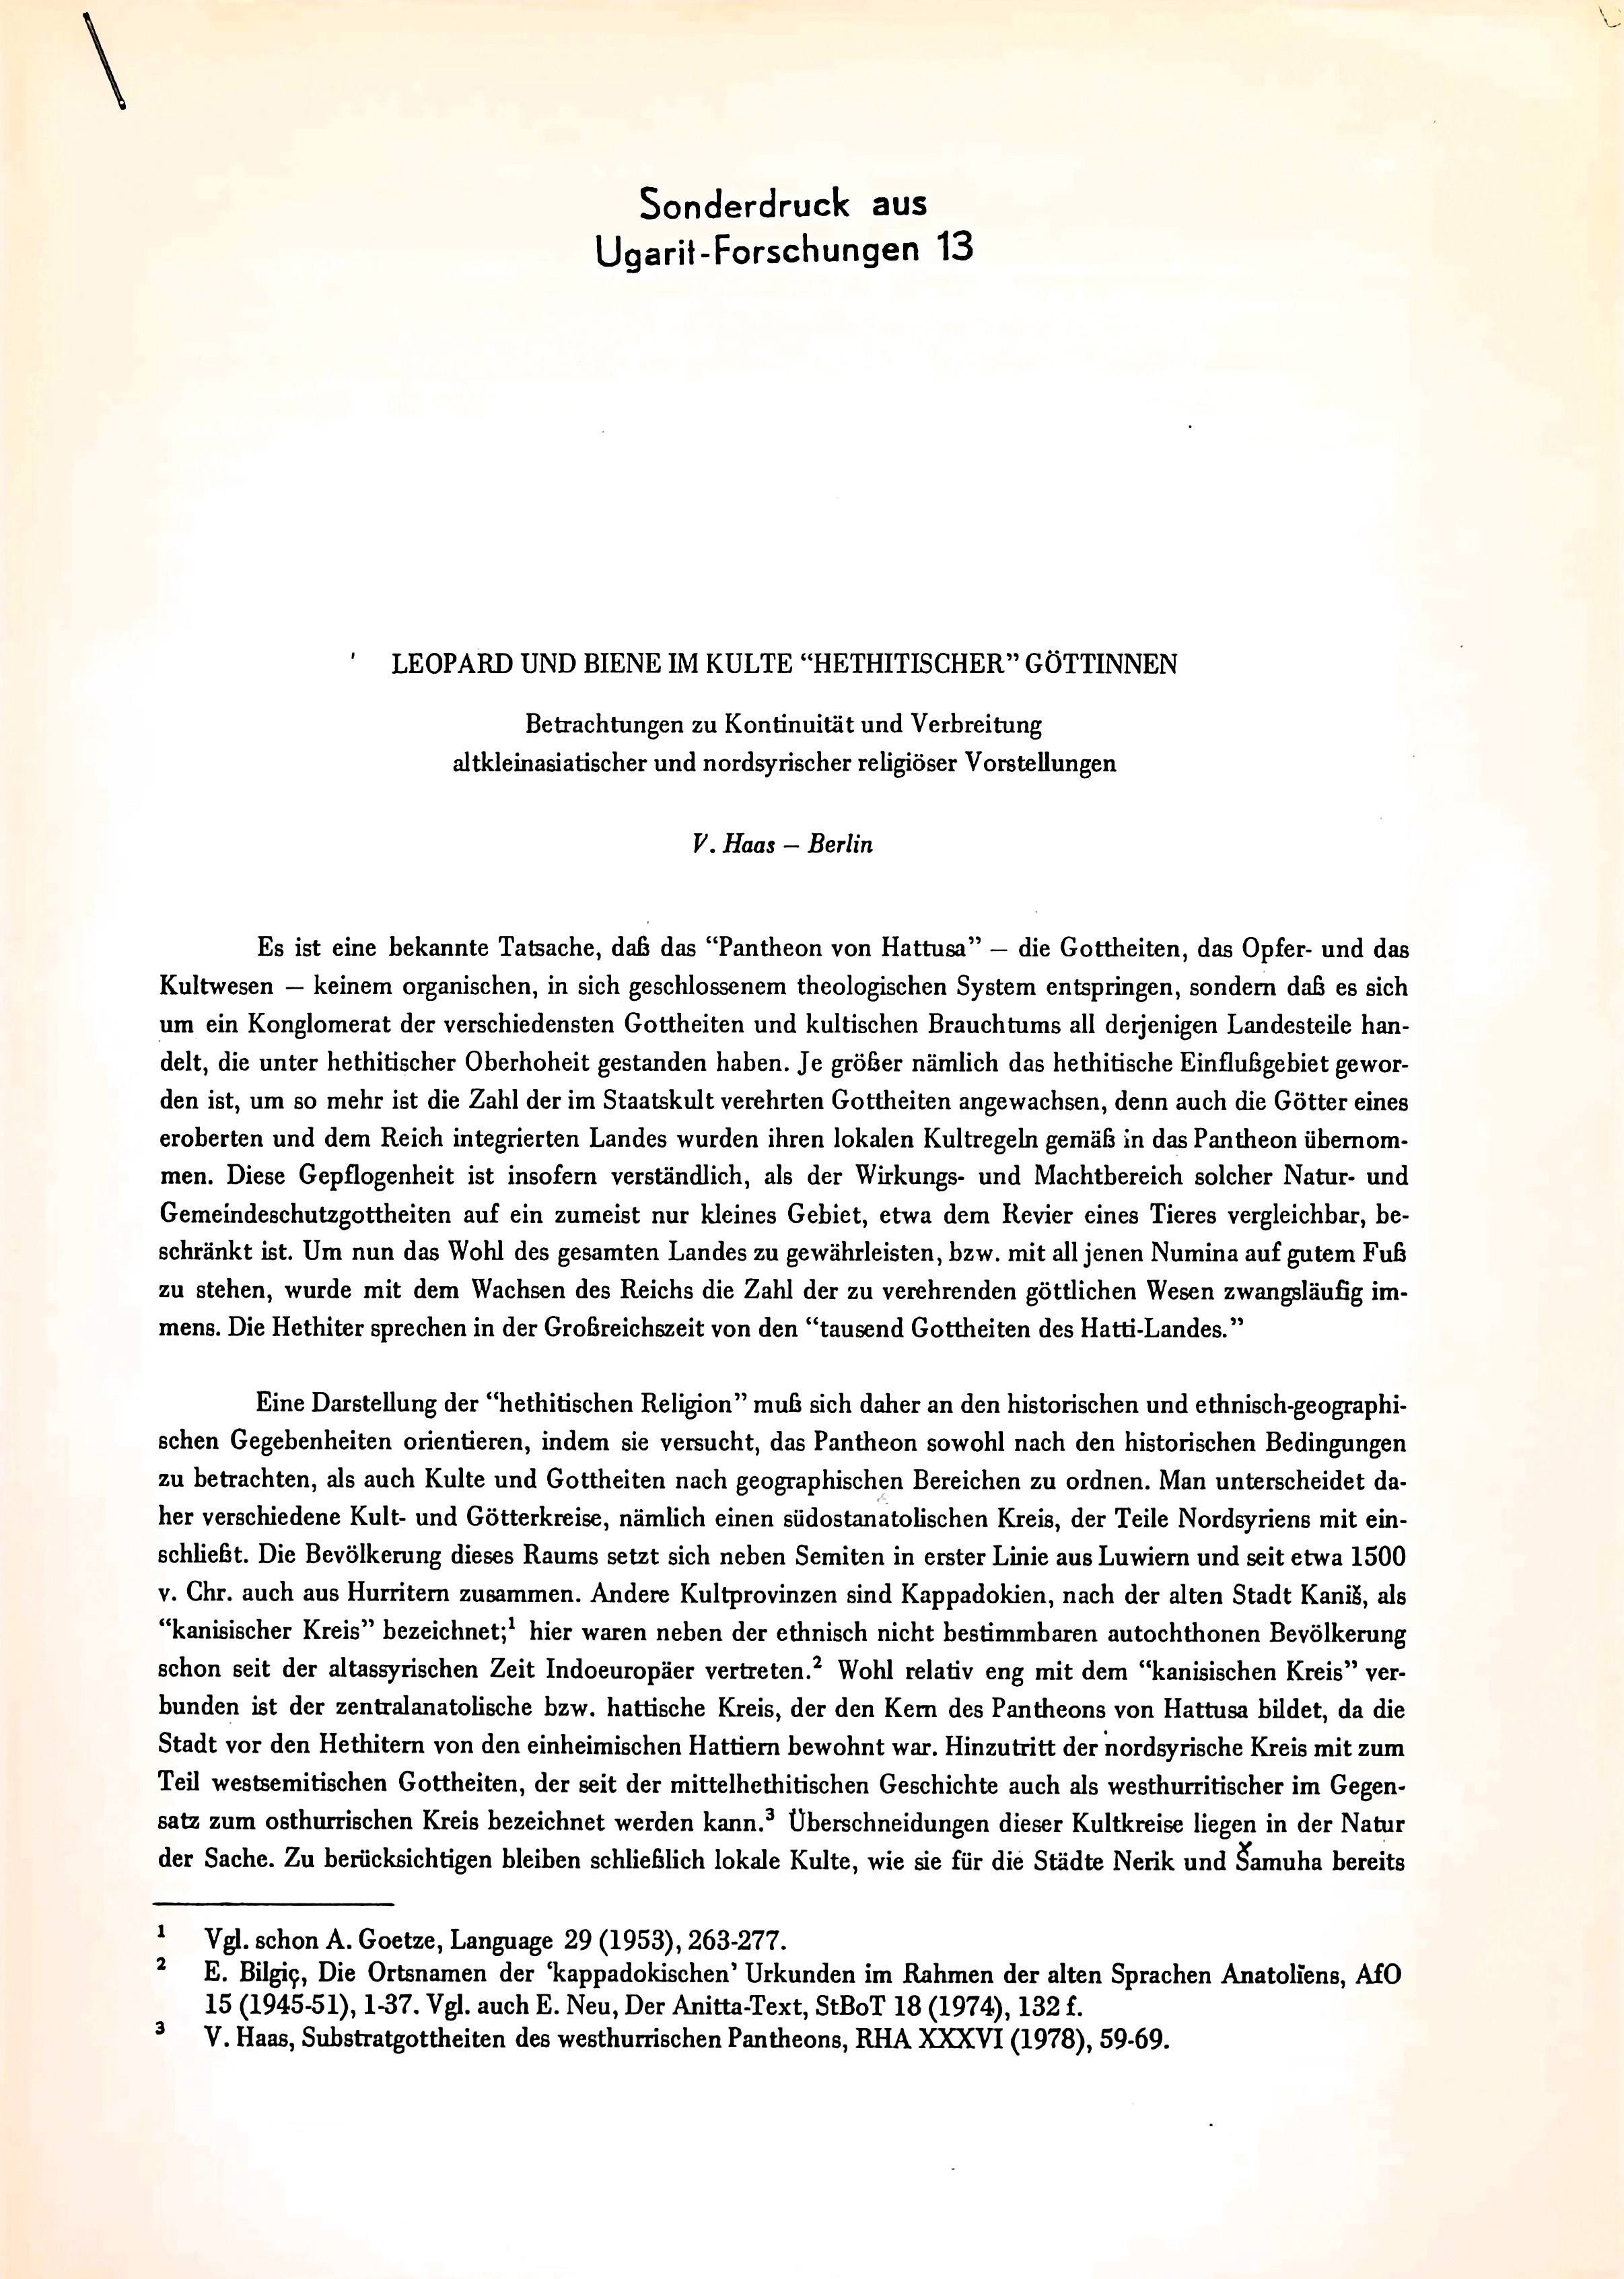 Sonderdruck aus
Ugarit-Forschungen 13
LEOPARD UND BIENE IM KULTE “HETHITISCHER” GÖTTINNEN
Betrachtungen zu Kontinuität und Verbreitung
altkleinasiatischer und nordsyrischer religiöser Vorstellungen
V. Haas – Berlin
Es ist eine bekannte Tatsache, daß das “Pantheon von Hattusa” – die Gottheiten, das Opfer- und das
Kultwesen – keinem organischen, in sich geschlossenem theologischen System entspringen, sondern daß es sich
um ein Konglomerat der verschiedensten Gottheiten und kultischen Brauchtums all derjenigen Landesteile han-
delt, die unter hethitischer Oberhoheit gestanden haben. Je größer nämlich das hethitische Einflußgebiet gewor-
den ist, um so mehr ist die Zahl der im Staatskult verehrten Gottheiten angewachsen, denn auch die Götter eines
eroberten und dem Reich integrierten Landes wurden ihren lokalen Kultregeln gemäß in das Pantheon übernom-
men. Diese Gepflogenheit ist insofern verständlich, als der Wirkungs- und Machtbereich solcher Natur- und
Gemeindeschutzgottheiten auf ein zumeist nur kleines Gebiet, etwa dem Revier eines Tieres vergleichbar, be-
schränkt ist. Um nun das Wohl des gesamten Landes zu gewährleisten, bzw. mit all jenen Numina auf gutem Fuß
zu stehen, wurde mit dem Wachsen des Reichs die Zahl der zu verehrenden göttlichen Wesen zwangsläufig im-
mens. Die Hethiter sprechen in der Großreichszeit von den “tausend Gottheiten des Hatti-Landes.”
Eine Darstellung der “hethitischen Religion” muß sich daher an den historischen und ethnisch-geographi-
schen Gegebenheiten orientieren, indem sie versucht, das Pantheon sowohl nach den historischen Bedingungen
zu betrachten, als auch Kulte und Gottheiten nach geographischen Bereichen zu ordnen. Man unterscheidet da-
her verschiedene Kult- und Götterkreise, nämlich einen südostanatolischen Kreis, der Teile Nordsyriens mit ein-
schließt. Die Bevölkerung dieses Raums setzt sich neben Semiten in erster Linie aus Luwiern und seit etwa 1500
v. Chr. auch aus Hurritern zusammen. Andere Kultprovinzen sind Kappadokien, nach der alten Stadt Kaniš, als
“kanisischer Kreis” bezeichnet;¹ hier waren neben der ethnisch nicht bestimmbaren autochthonen Bevölkerung
schon seit der altassyrischen Zeit Indoeuropäer vertreten.² Wohl relativ eng mit dem “kanisischen Kreis” ver-
bunden ist der zentralanatolische bzw. hattische Kreis, der den Kern des Pantheons von Hattusa bildet, da die
Stadt vor den Hethitern von den einheimischen Hattiern bewohnt war. Hinzutritt der nordsyrische Kreis mit zum
Teil westsemitischen Gottheiten, der seit der mittelhethitischen Geschichte auch als westhurritischer im Gegen-
satz zum osthurrischen Kreis bezeichnet werden kann.³ Überschneidungen dieser Kultkreise liegen in der Natur
der Sache. Zu berücksichtigen bleiben schließlich lokale Kulte, wie sie für die Städte Nerik und Šamuha bereits
1 Vgl. schon A. Goetze, Language 29 (1953), 263-277.
2 E. Bilgiç, Die Ortsnamen der ‘kappadokischen’ Urkunden im Rahmen der alten Sprachen Anatoliens, AfO
15 (1945-51), 1-37. Vgl. auch E. Neu, Der Anitta-Text, StBoT 18 (1974), 132 f.
3 V. Haas, Substratgottheiten des westhurrischen Pantheons, RHA XXXVI (1978), 59-69.